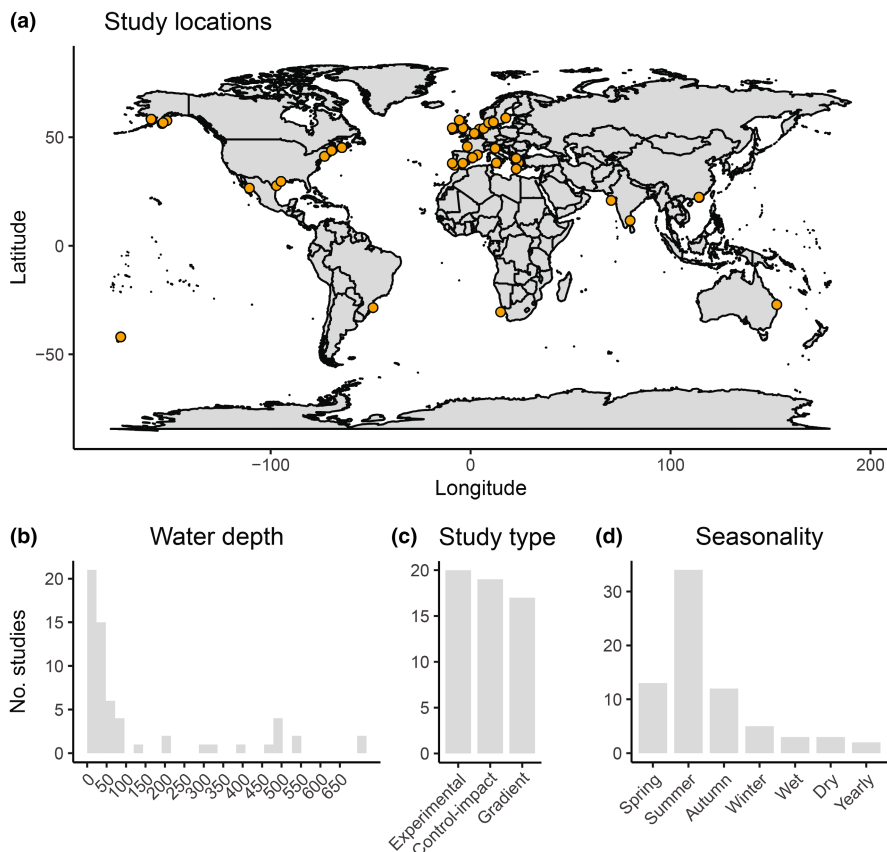 (a) Study locations
Latitude
50
0
−50
−100 0 100 200
Longitude
(b) Water depth
No. studies
20
15
10
5
0
0 50 100 150 200 250 300 350 400 450 500 550 600 650
(c) Study type
20
15
10
5
0
Experimental Control-impact Gradient
(d) Seasonality
30
20
10
0
Spring Summer Autumn Winter Wet Dry Yearly